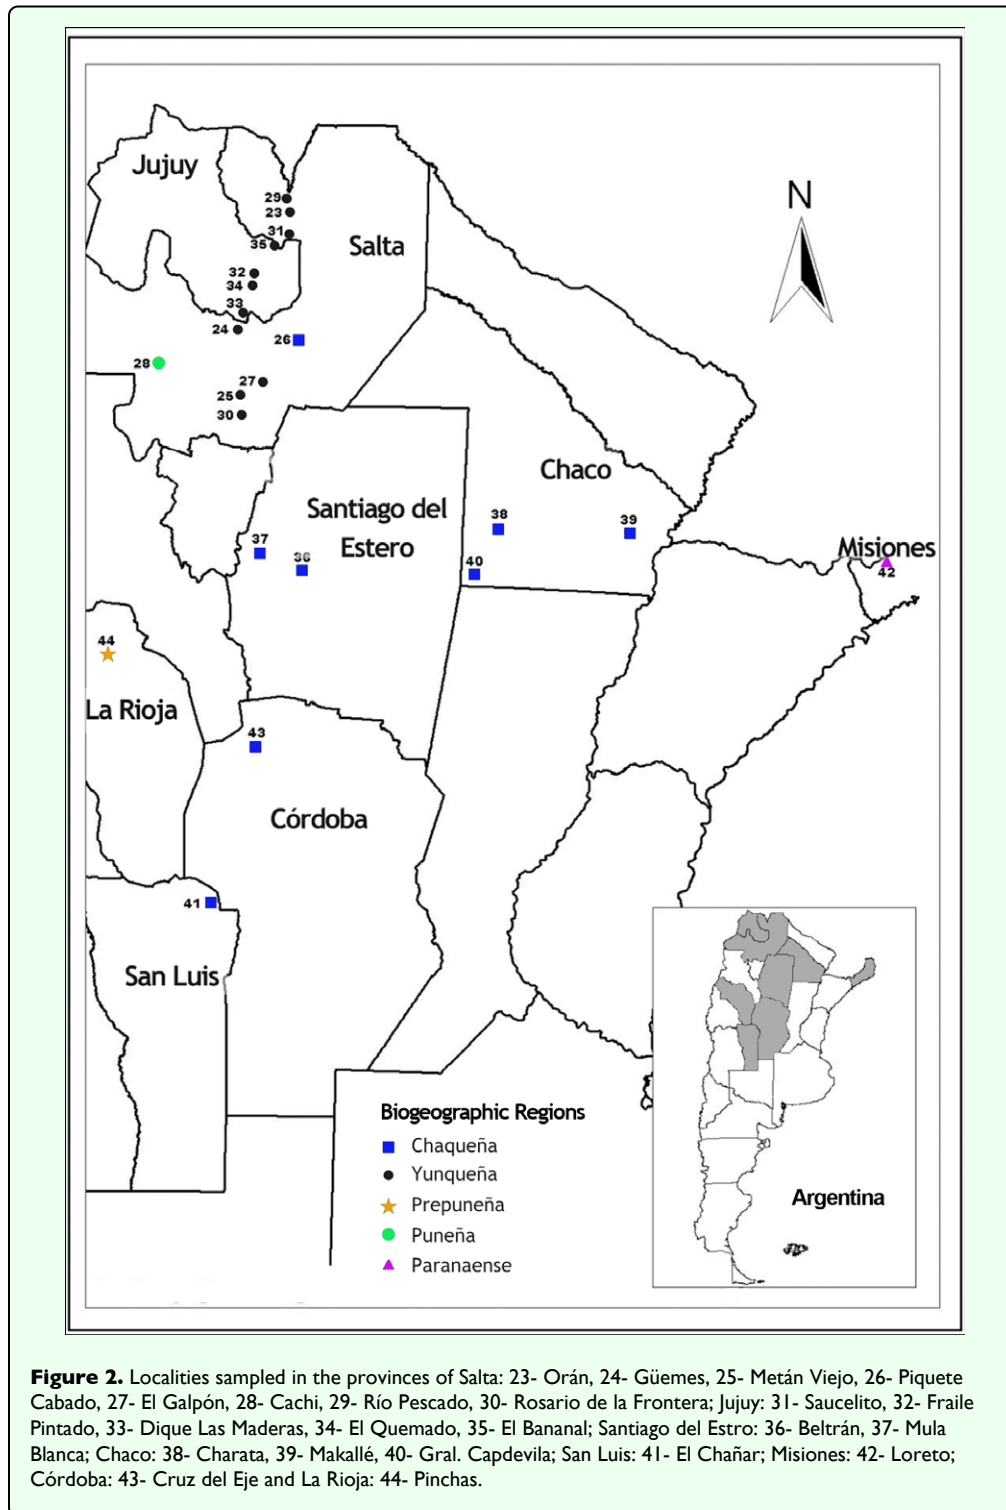 Jujuy
29
23
31
35
Salta
N
32
34
33
24
26
28
27
25
30
Chaco
Santiago del
Estero
38
39
37
36
40
Misiones
42
44
La Rioja
43
Córdoba
41
San Luis
Biogeographic Regions
Chaqueña
Yunqueña
Prepuneña
Puneña
Paranaense
Argentina
Figure 2. Localities sampled in the provinces of Salta: 23- Orán, 24- Güemes, 25- Metán Viejo, 26- Piquete
Cabado, 27- El Galpón, 28- Cachi, 29- Río Pescado, 30- Rosario de la Frontera; Jujuy: 31- Saucelito, 32- Fraile
Pintado, 33- Dique Las Maderas, 34- El Quemado, 35- El Bananal; Santiago del Estro: 36- Beltrán, 37- Mula
Blanca; Chaco: 38- Charata, 39- Makallé, 40- Gral. Capdevila; San Luis: 41- El Chañar; Misiones: 42- Loreto;
Córdoba: 43- Cruz del Eje and La Rioja: 44- Pinchas.